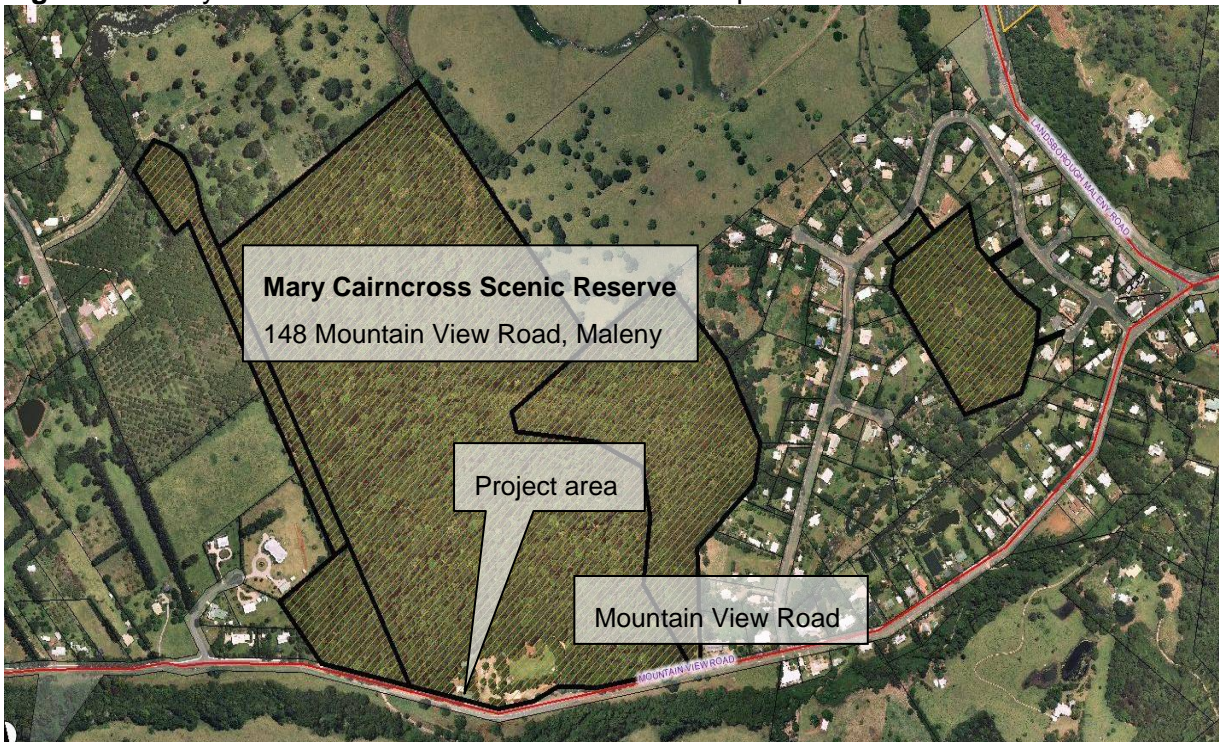 LANDSBOROUGH MALENY ROAD
Mary Cairncross Scenic Reserve
148 Mountain View Road, Maleny
Project area
Mountain View Road
MOUNTAIN VIEW ROAD